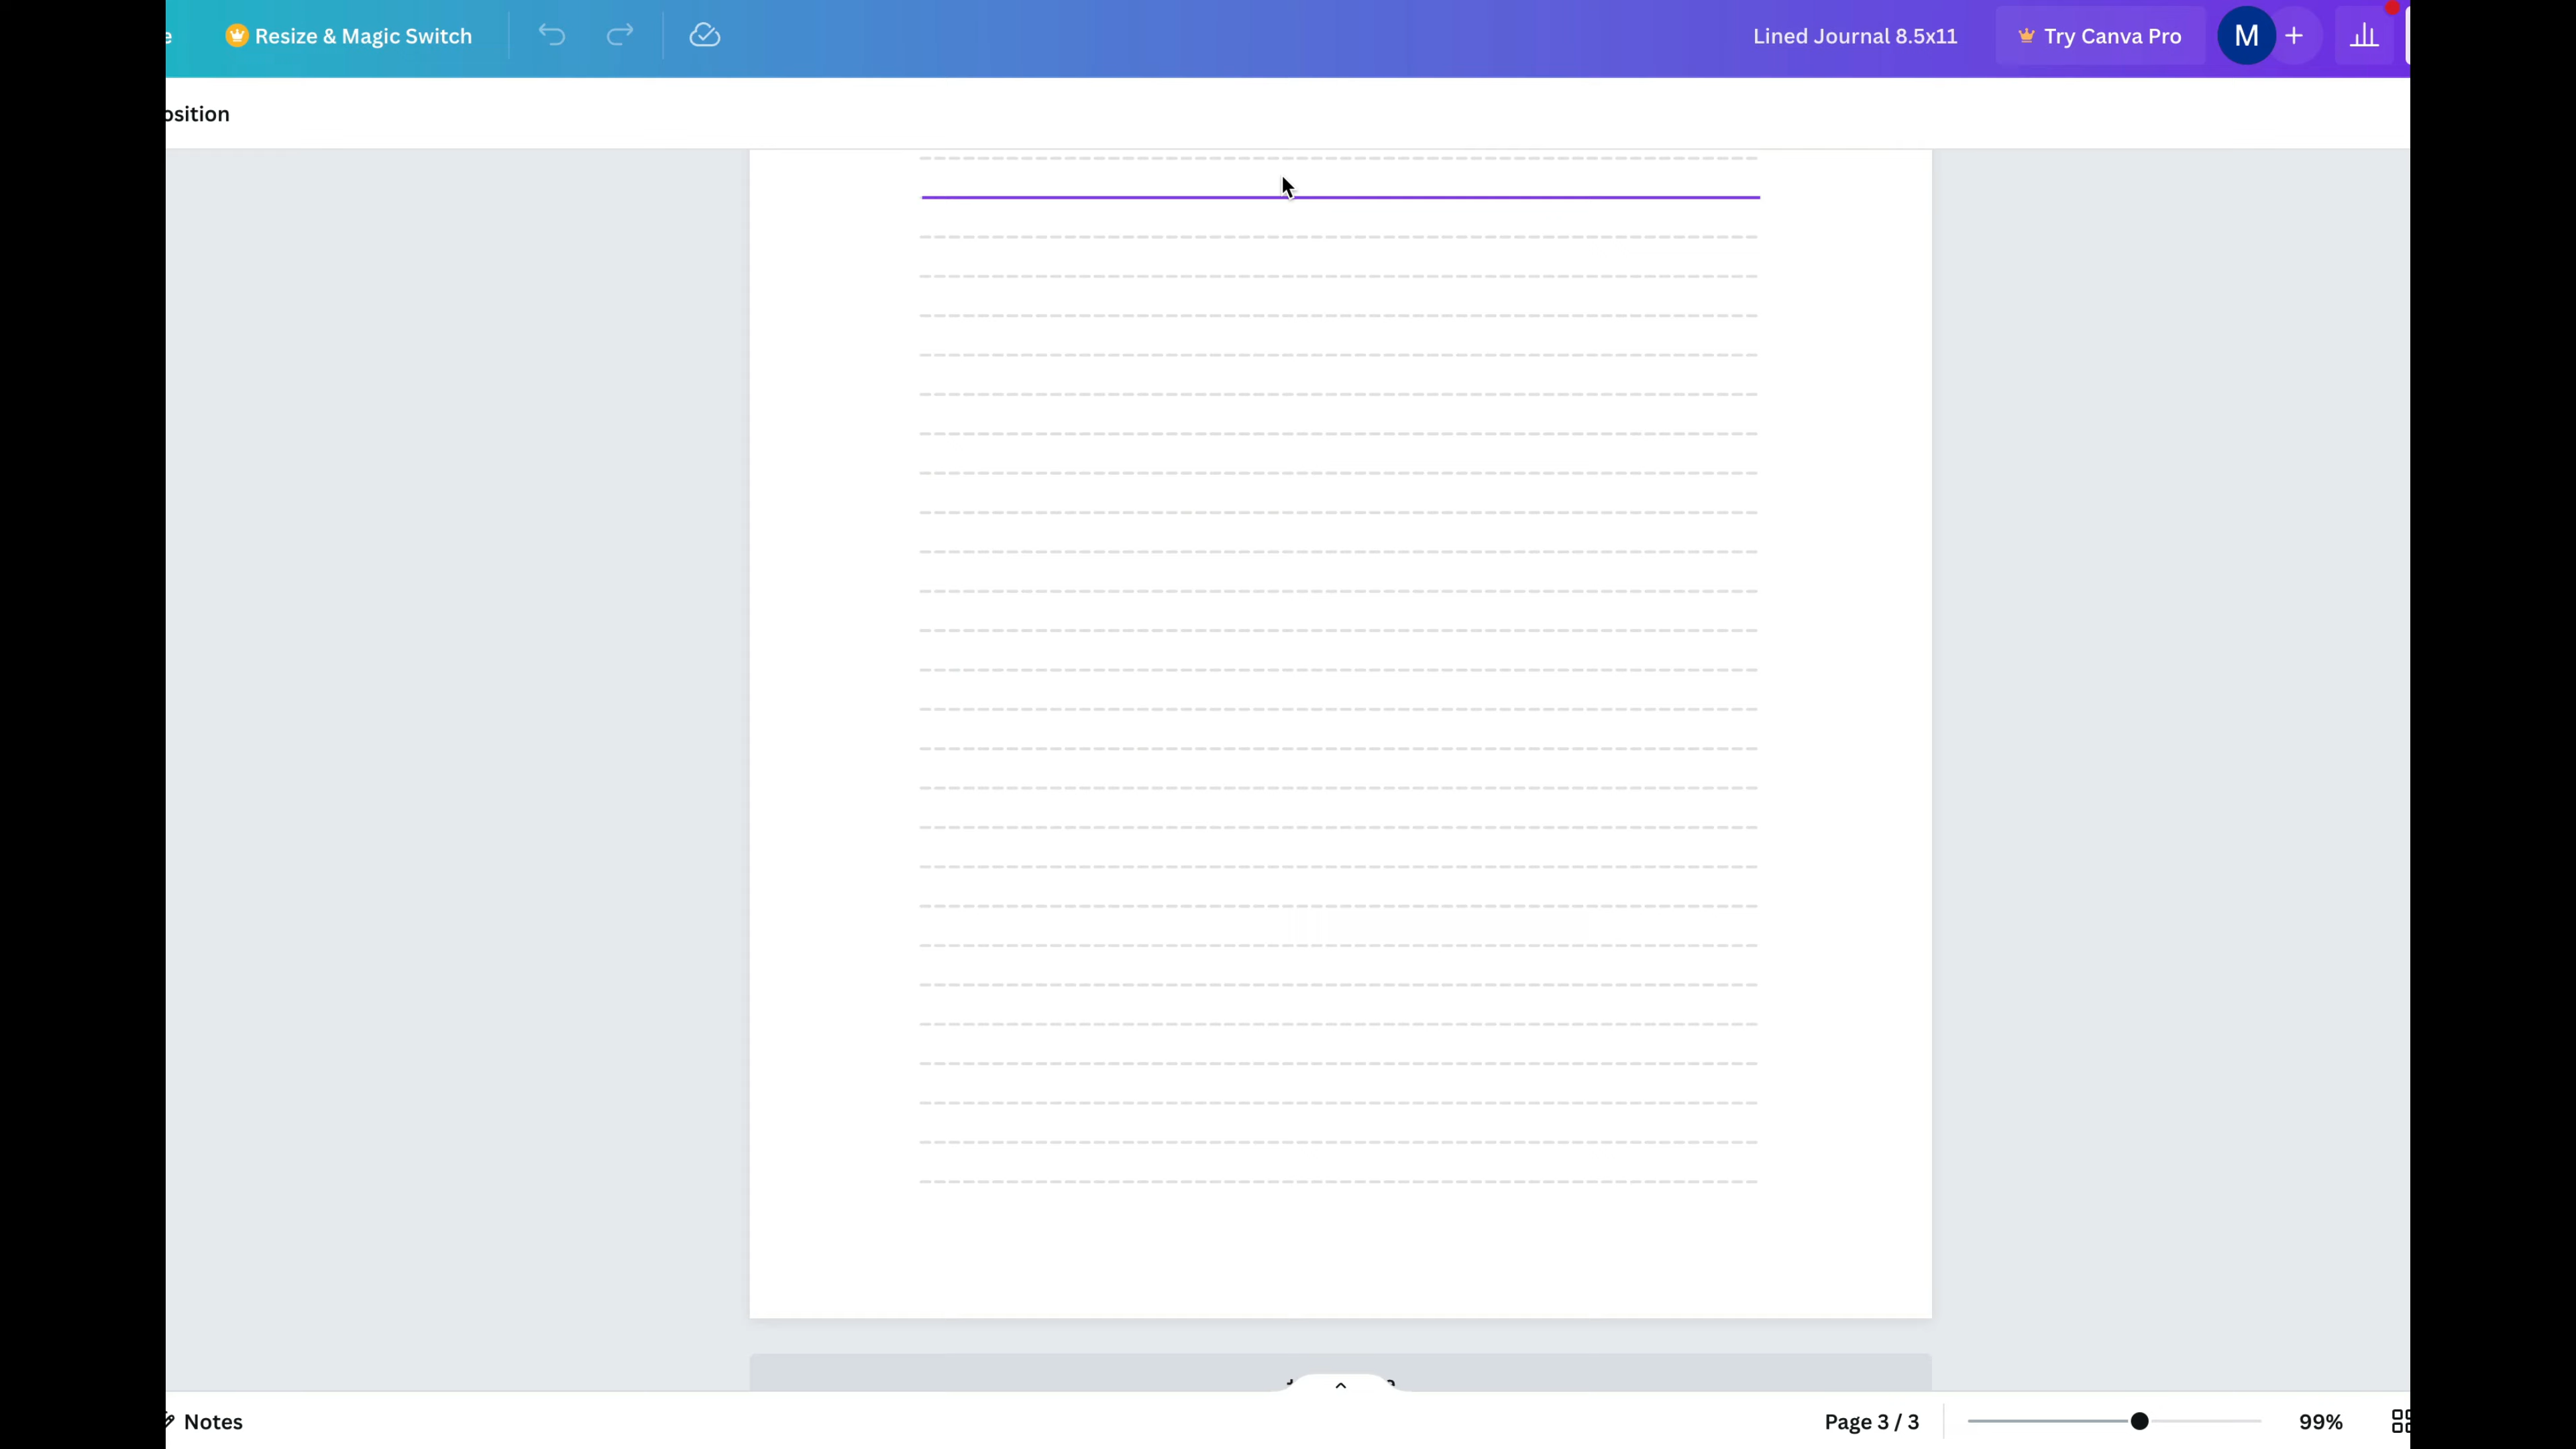 e Resize & Magic Switch Lined Journal 8.5x11 Try Canva Pro M +
osition
Notes Page 3 / 3 99%